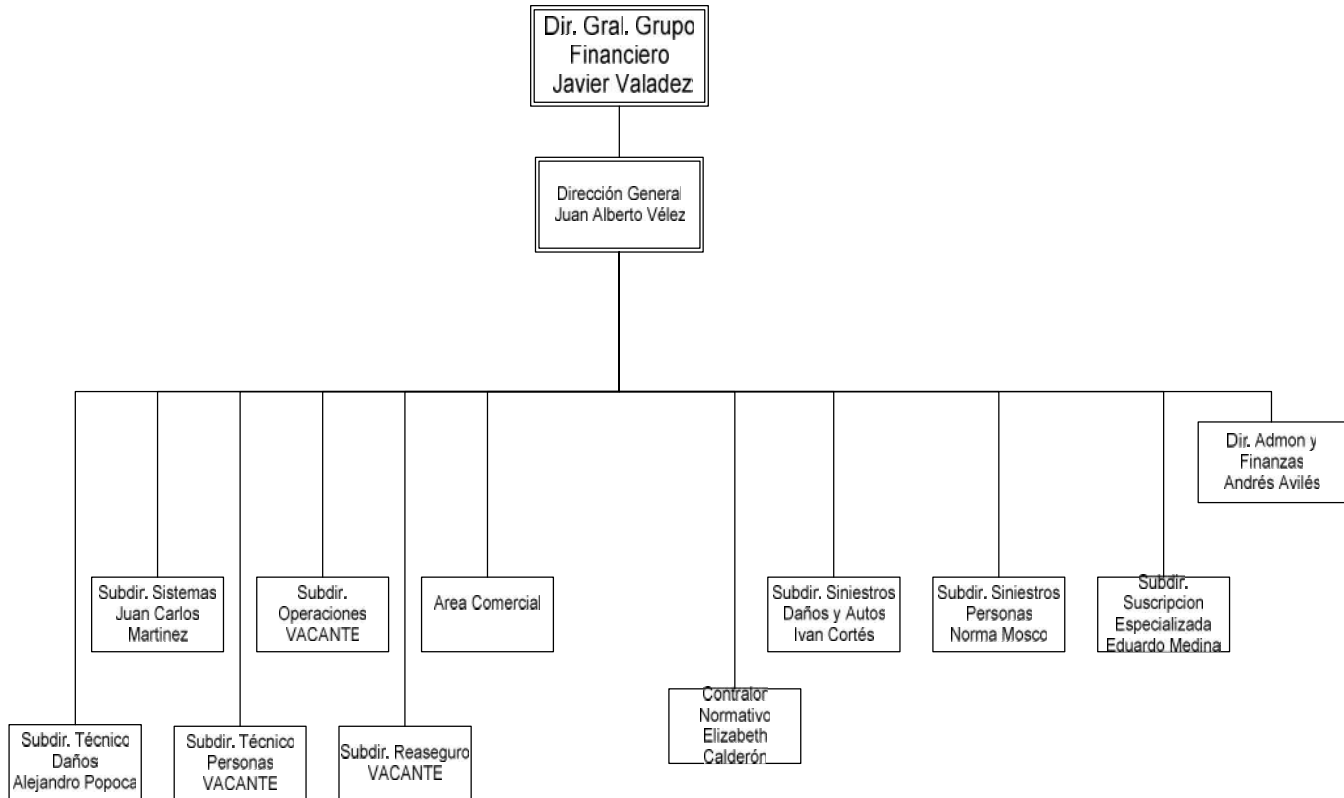 Dir. Gral. Grupo
Financiero
Javier Valadez
Dirección General
Juan Alberto Vélez
Dir. Admon y
Finanzas
Andrés Avilés
Subdir. Sistemas
Juan Carlos
Martinez
Subdir.
Operaciones
VACANTE
Area Comercial
Subdir. Siniestros
Daños y Autos
Ivan Cortés
Subdir. Siniestros
Personas
Norma Mosco
Subdir.
Suscripcion
Especializada
Eduardo Medina
Contralor
Normativo
Elizabeth
Calderón
Subdir. Técnico
Daños
Alejandro Popoca
Subdir. Técnico
Personas
VACANTE
Subdir. Reaseguro
VACANTE